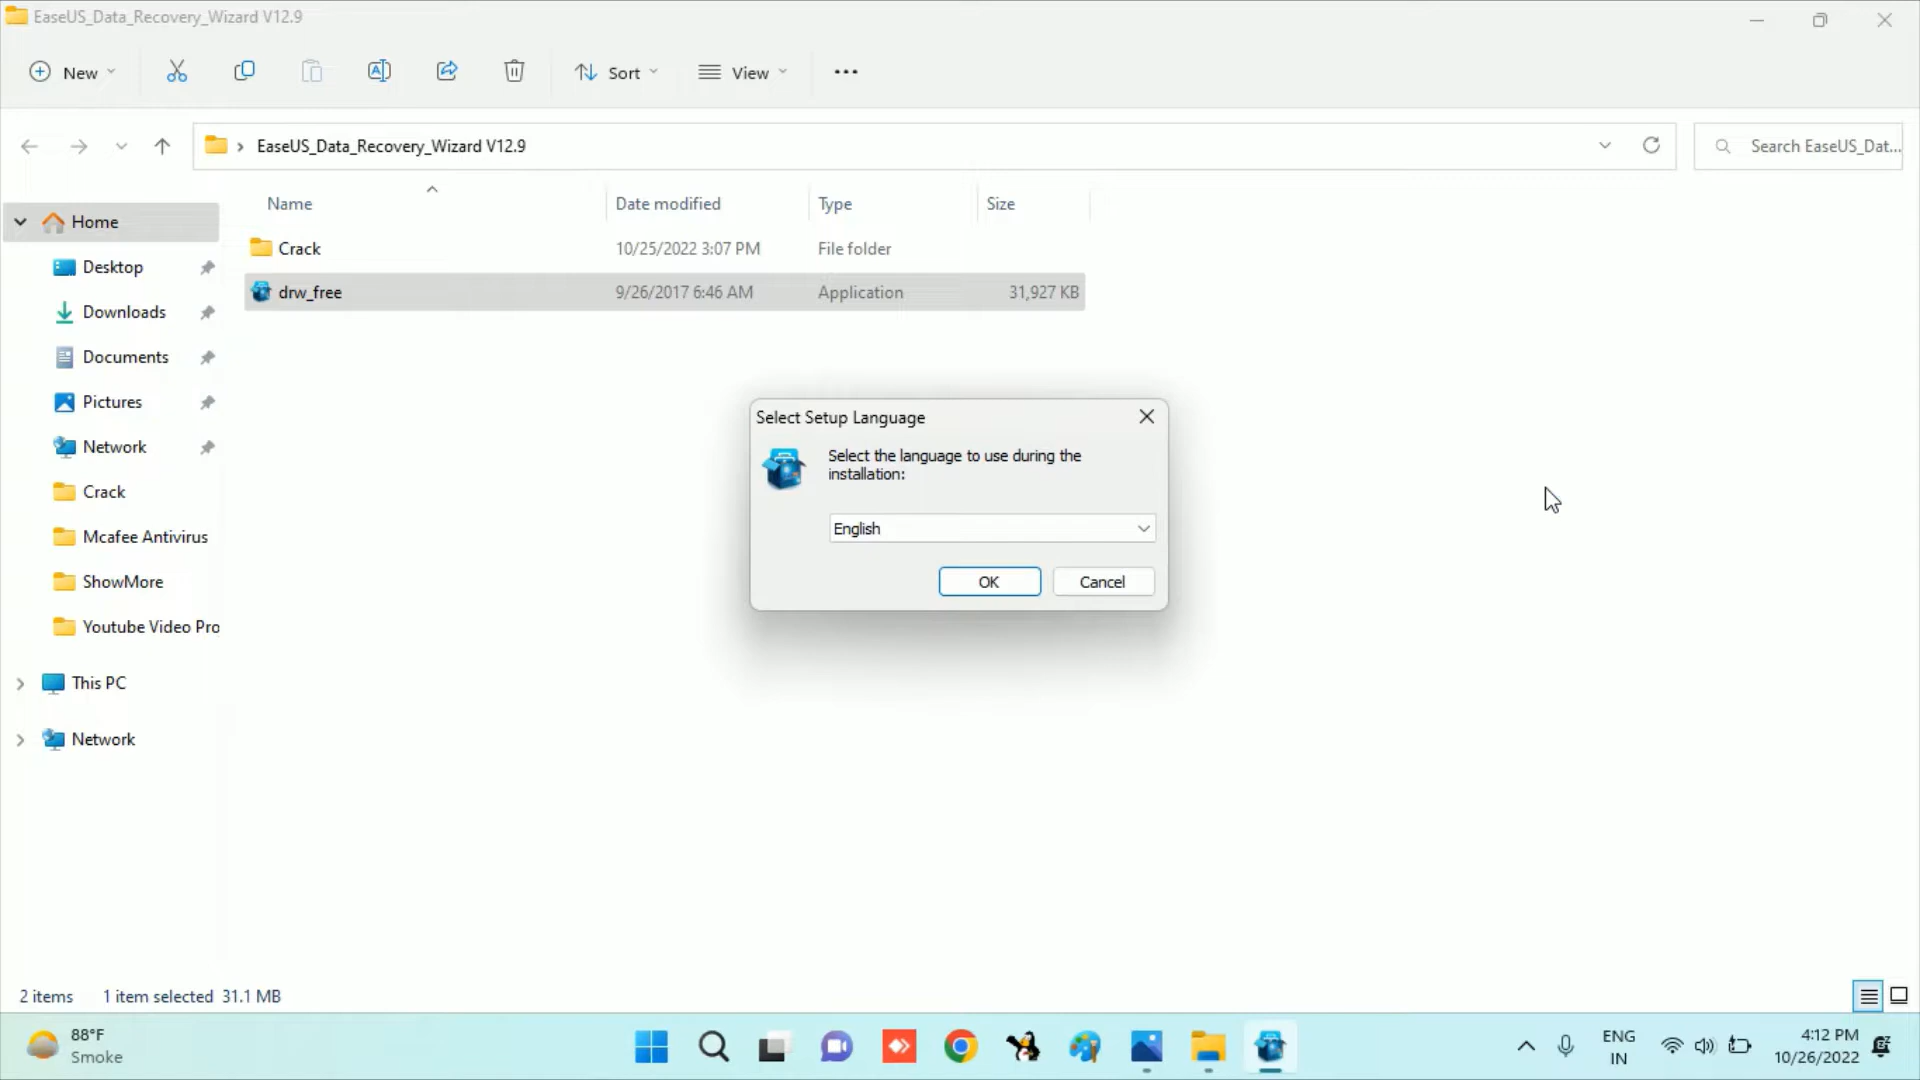 EaseUS_Data_Recovery_Wizard V12.9
New
Sort
View
EaseUS_Data_Recovery_Wizard V12.9
Search EaseUS_Dat...
Name
Date modified
Type
Size
Home
Crack
10/25/2022 3:07 PM
File folder
Desktop
drw_free
9/26/2017 6:46 AM
Application
31,927 KB
Downloads
Documents
Pictures
Network
Crack
Mcafee Antivirus
ShowMore
Youtube Video Pro
This PC
Network
Select Setup Language
Select the language to use during the
installation:
English
OK
Cancel
2 items
1 item selected 31.1 MB
88°F
Smoke
ENG
IN
4:12 PM
10/26/2022